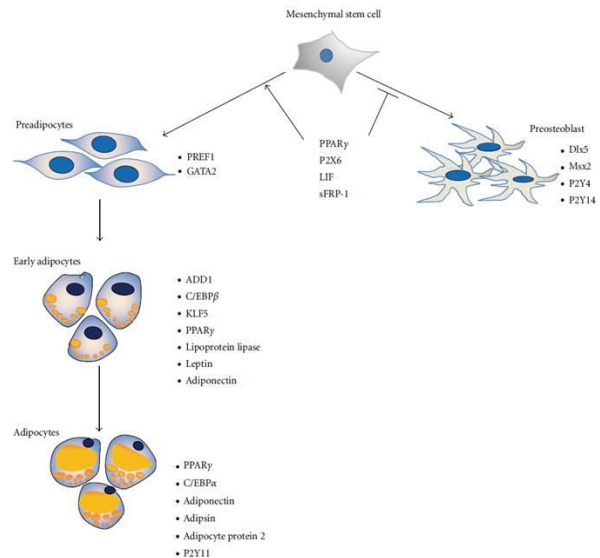 Mesenchymal stem cell
Preadipocytes
• PREF1
• GATA2
PPARγ
P2X6
LIF
sFRP-1
Preosteoblast
• Dlx5
• Msx2
• P2Y4
• P2Y14
Early adipocytes
• ADD1
• C/EBPβ
• KLF5
• PPARγ
• Lipoprotein lipase
• Leptin
• Adiponectin
Adipocytes
• PPARγ
• C/EBPα
• Adiponectin
• Adipsin
• Adipocyte protein 2
• P2Y11